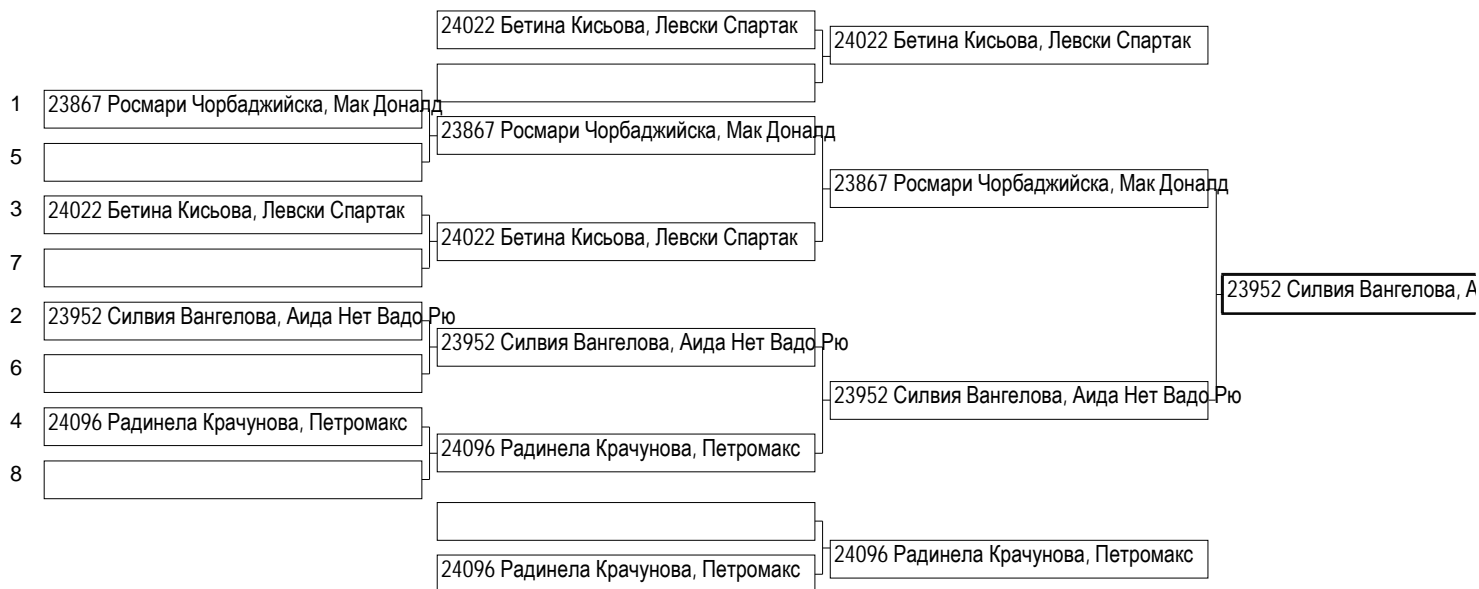 24022 Бетина Кисьова, Левски Спартак
24022 Бетина Кисьова, Левски Спартак
1 23867 Росмари Чорбаджийска, Мак Доналд
23867 Росмари Чорбаджийска, Мак Доналд
5
23867 Росмари Чорбаджийска, Мак Доналд
3 24022 Бетина Кисьова, Левски Спартак
24022 Бетина Кисьова, Левски Спартак
7
23952 Силвия Вангелова, А
2 23952 Силвия Вангелова, Аида Нет Вадо Рю
23952 Силвия Вангелова, Аида Нет Вадо Рю
6
23952 Силвия Вангелова, Аида Нет Вадо Рю
4 24096 Радинела Крачунова, Петромакс
24096 Радинела Крачунова, Петромакс
8
24096 Радинела Крачунова, Петромакс
24096 Радинела Крачунова, Петромакс